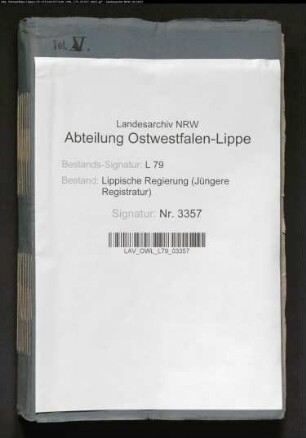 Vol. V.
Landesarchiv NRW
Abteilung Ostwestfalen-Lippe
Bestands-Signatur: L 79
Bestand: Lippische Regierung (Jüngere
Registratur)
Signatur: Nr. 3357
LAV_OWL_L79_03357